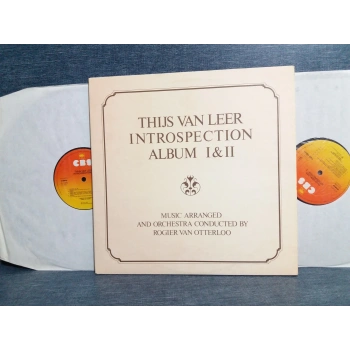 THIJS VAN LEER
INTROSPECTION
ALBUM I & II
MUSIC ARRANGED
AND ORCHESTRA CONDUCTED BY
ROGIER VAN OTTERLOO
CBS
CBS